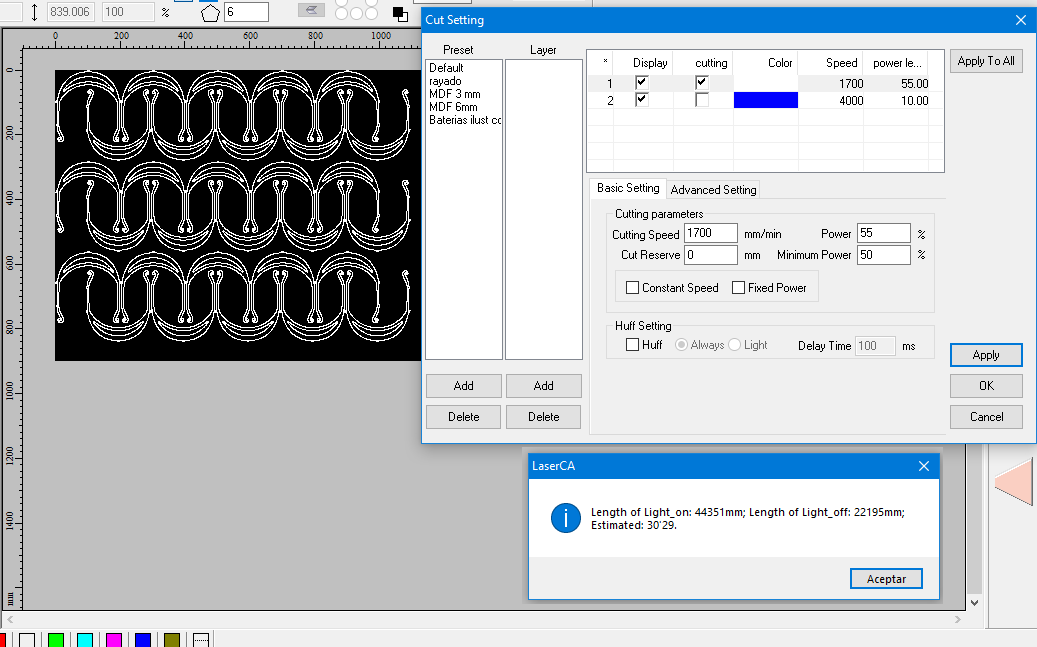 839.006 100 % 6
0 200 400 600 800 1000
0
200
400
600
800
1000
1200
1400
mm
Cut Setting
Preset Layer
Default
rayado
MDF 3 mm
MDF 6mm
Baterias ilust co
Add Add
Delete Delete
* Display cutting Color Speed power le...
1 1700 55.00
2 4000 10.00
Apply To All
Basic Setting Advanced Setting
Cutting parameters
Cutting Speed 1700 mm/min Power 55 %
Cut Reserve 0 mm Minimum Power 50 %
Constant Speed Fixed Power
Huff Setting
Huff Always Light Delay Time 100 ms
Apply
OK
Cancel
LaserCA
Length of Light_on: 44351mm; Length of Light_off: 22195mm;
Estimated: 30'29.
Aceptar